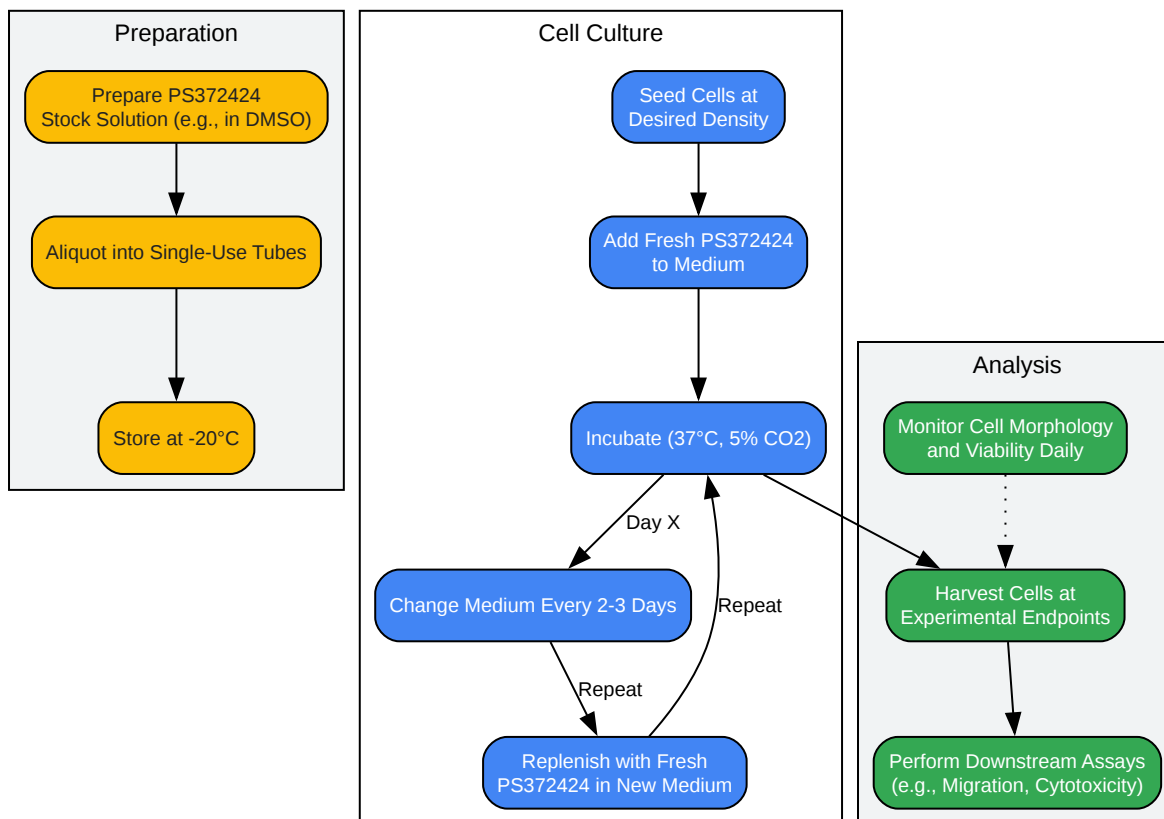 Preparation
Prepare PS372424
Stock Solution (e.g., in DMSO)
Aliquot into Single-Use Tubes
Store at -20°C
Cell Culture
Seed Cells at
Desired Density
Add Fresh PS372424
to Medium
Incubate (37°C, 5% CO2)
Day X
Change Medium Every 2-3 Days
Repeat
Repeat
Replenish with Fresh
PS372424 in New Medium
Analysis
Monitor Cell Morphology
and Viability Daily
Harvest Cells at
Experimental Endpoints
Perform Downstream Assays
(e.g., Migration, Cytotoxicity)